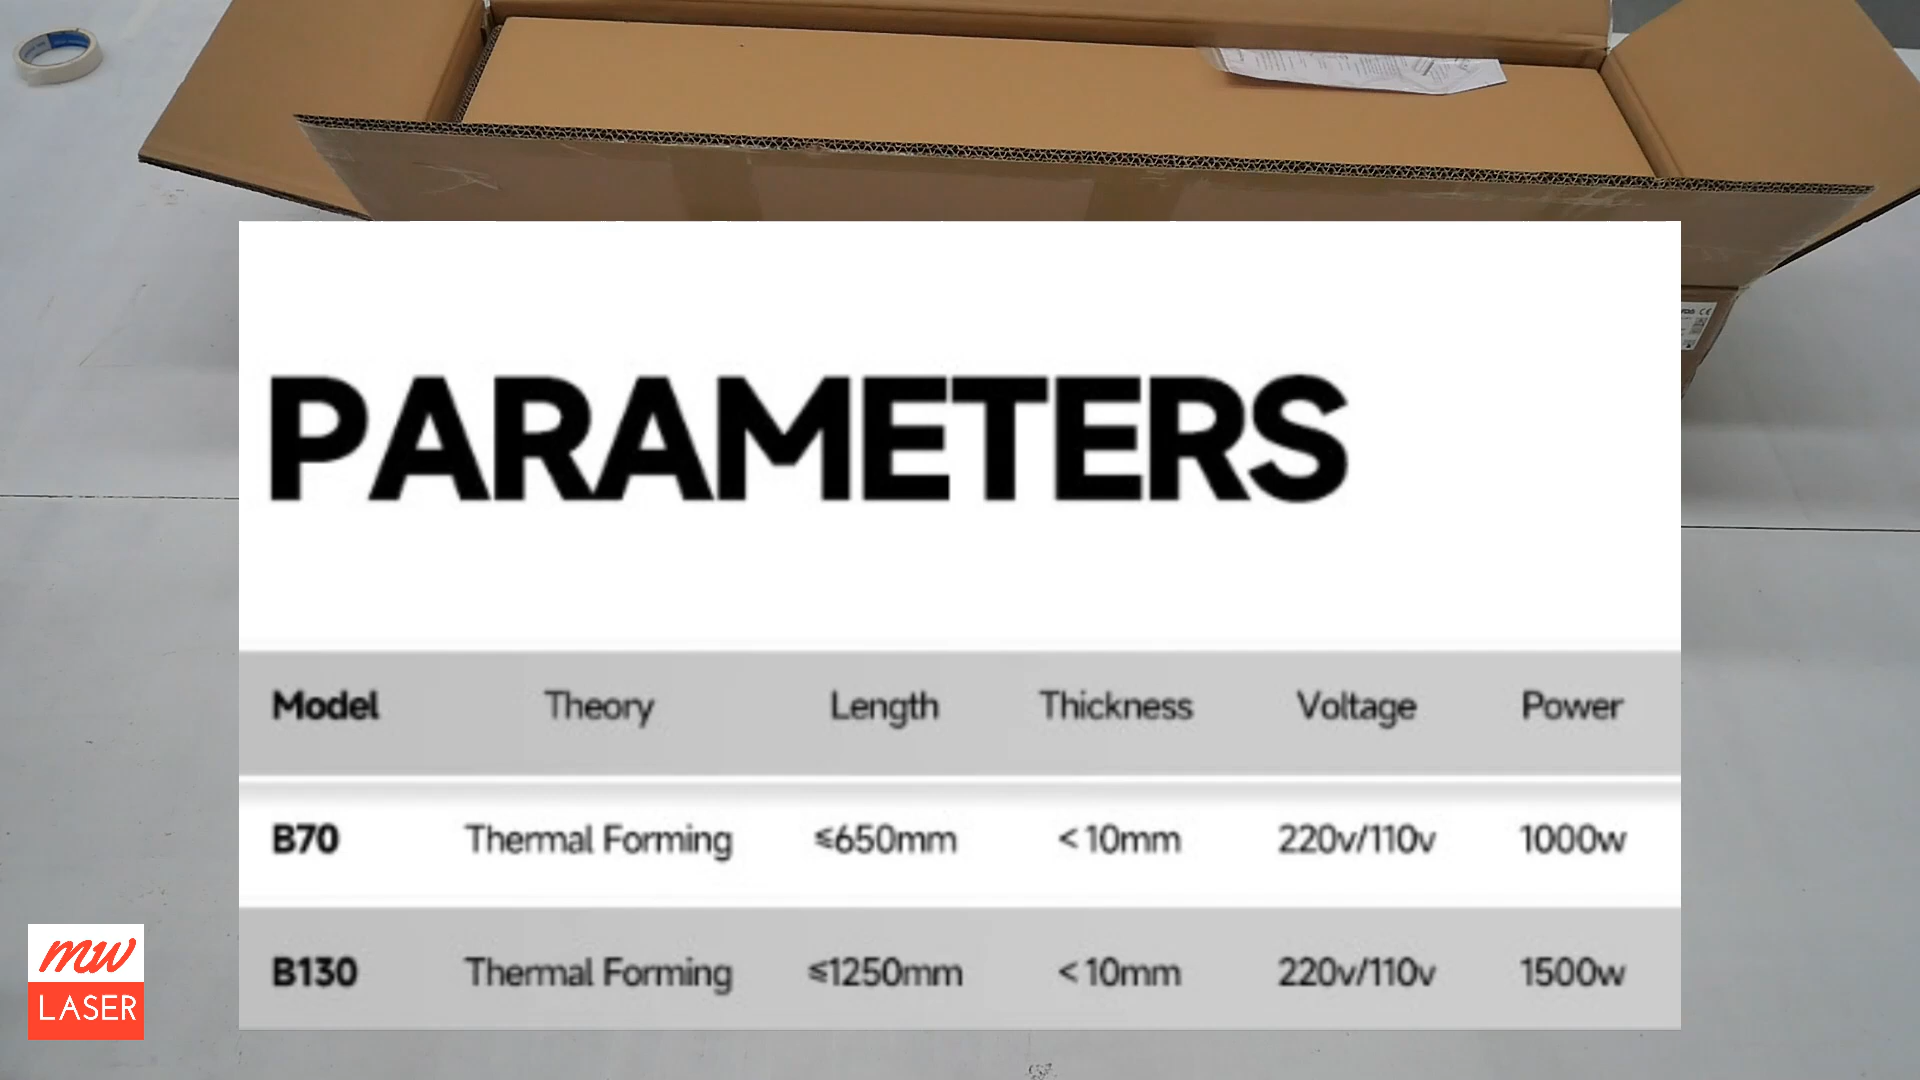 PARAMETERS
Model Theory Length Thickness Voltage Power
B70 Thermal Forming ≤650mm <10mm 220v/110v 1000w
B130 Thermal Forming ≤1250mm <10mm 220v/110v 1500w
mw
LASER